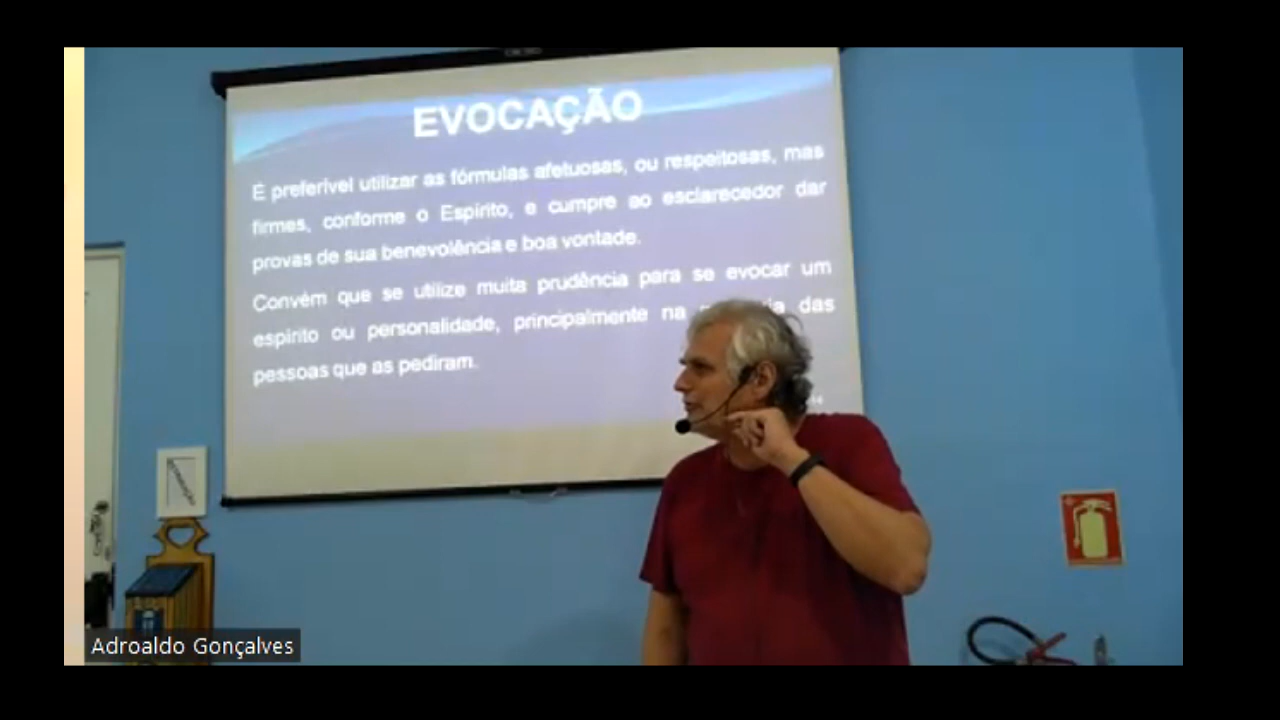 EVOCAÇÃO
É preferível utilizar as fórmulas afetuosas, ou respeitosas, mas
firmes, conforme o Espírito, e cumpre ao esclarecedor dar
provas de sua benevolência e boa vontade.
Convém que se utilize muita prudência para se evocar um
espírito ou personalidade, principalmente na das
pessoas que as pediram.
Adroaldo Gonçalves